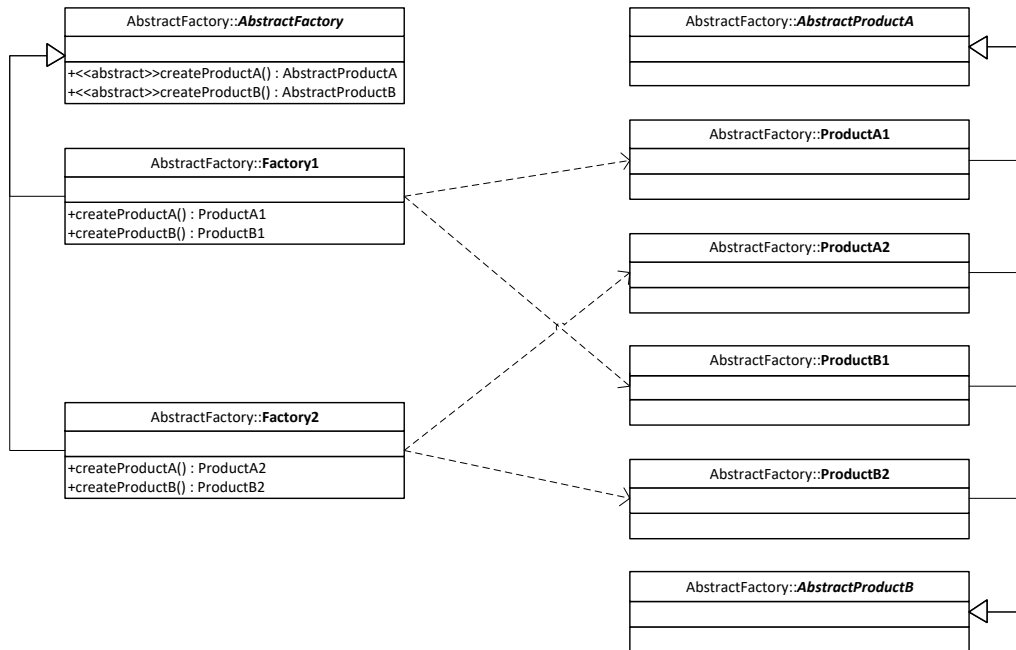 AbstractFactory::AbstractFactory
+<<abstract>>createProductA() : AbstractProductA
+<<abstract>>createProductB() : AbstractProductB
AbstractFactory::Factory1
+createProductA() : ProductA1
+createProductB() : ProductB1
AbstractFactory::Factory2
+createProductA() : ProductA2
+createProductB() : ProductB2
AbstractFactory::AbstractProductA
AbstractFactory::ProductA1
AbstractFactory::ProductA2
AbstractFactory::ProductB1
AbstractFactory::ProductB2
AbstractFactory::AbstractProductB